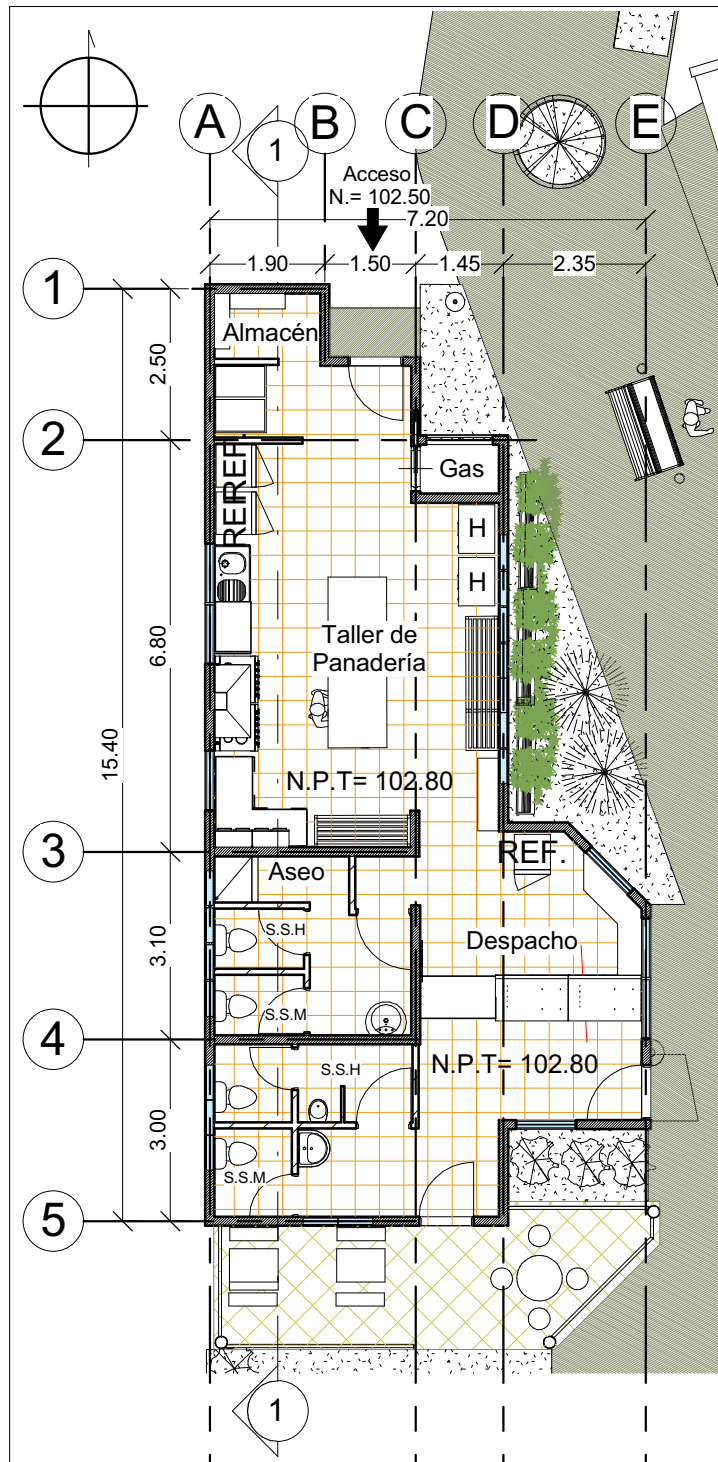 A
B
C
D
E
1
Acceso
N.= 102.50
7.20
1.90
1.50
1.45
2.35
1
Almacén
2.50
2
Gas
REF
REF
H
H
Taller de
Panadería
6.80
15.40
N.P.T= 102.80
3
REF.
Aseo
S.S.H
Despacho
3.10
S.S.M
4
N.P.T= 102.80
S.S.H
3.00
S.S.M
5
1